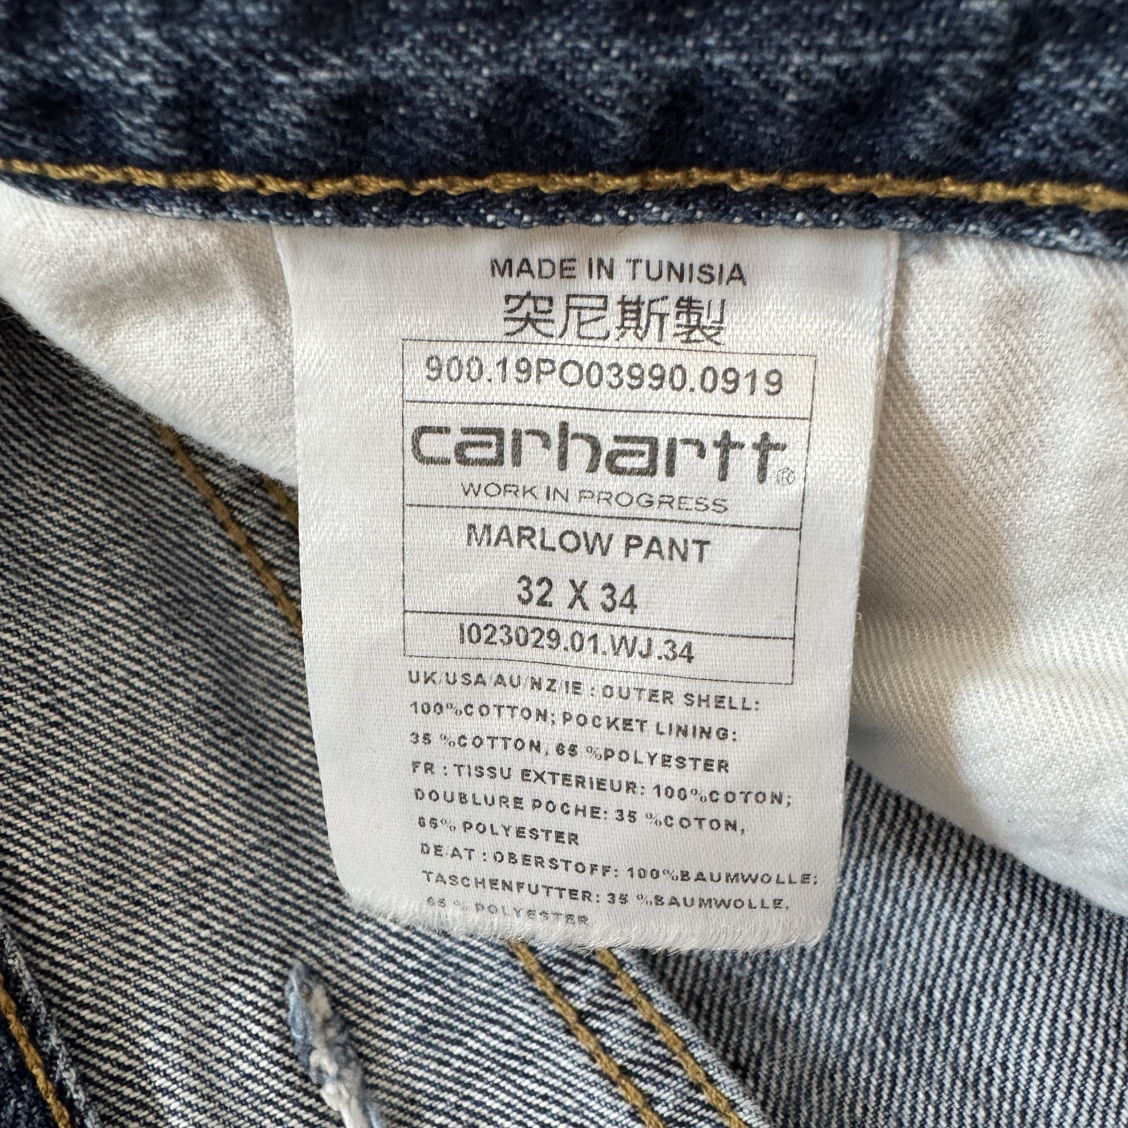 MADE IN TUNISIA
突尼斯製
900.19PO03990.0919
carhartt®
WORK IN PROGRESS
MARLOW PANT
32 X 34
I023029.01.WJ.34
UK/USA/AU/NZ/IE : OUTER SHELL:
100%COTTON; POCKET LINING:
35 %COTTON, 65 %POLYESTER
FR : TISSU EXTERIEUR: 100%COTON;
DOUBLURE POCHE: 35 %COTON,
65% POLYESTER
DE/AT : OBERSTOFF: 100%BAUMWOLLE;
TASCHENFUTTER: 35 %BAUMWOLLE,
65 % POLYESTER